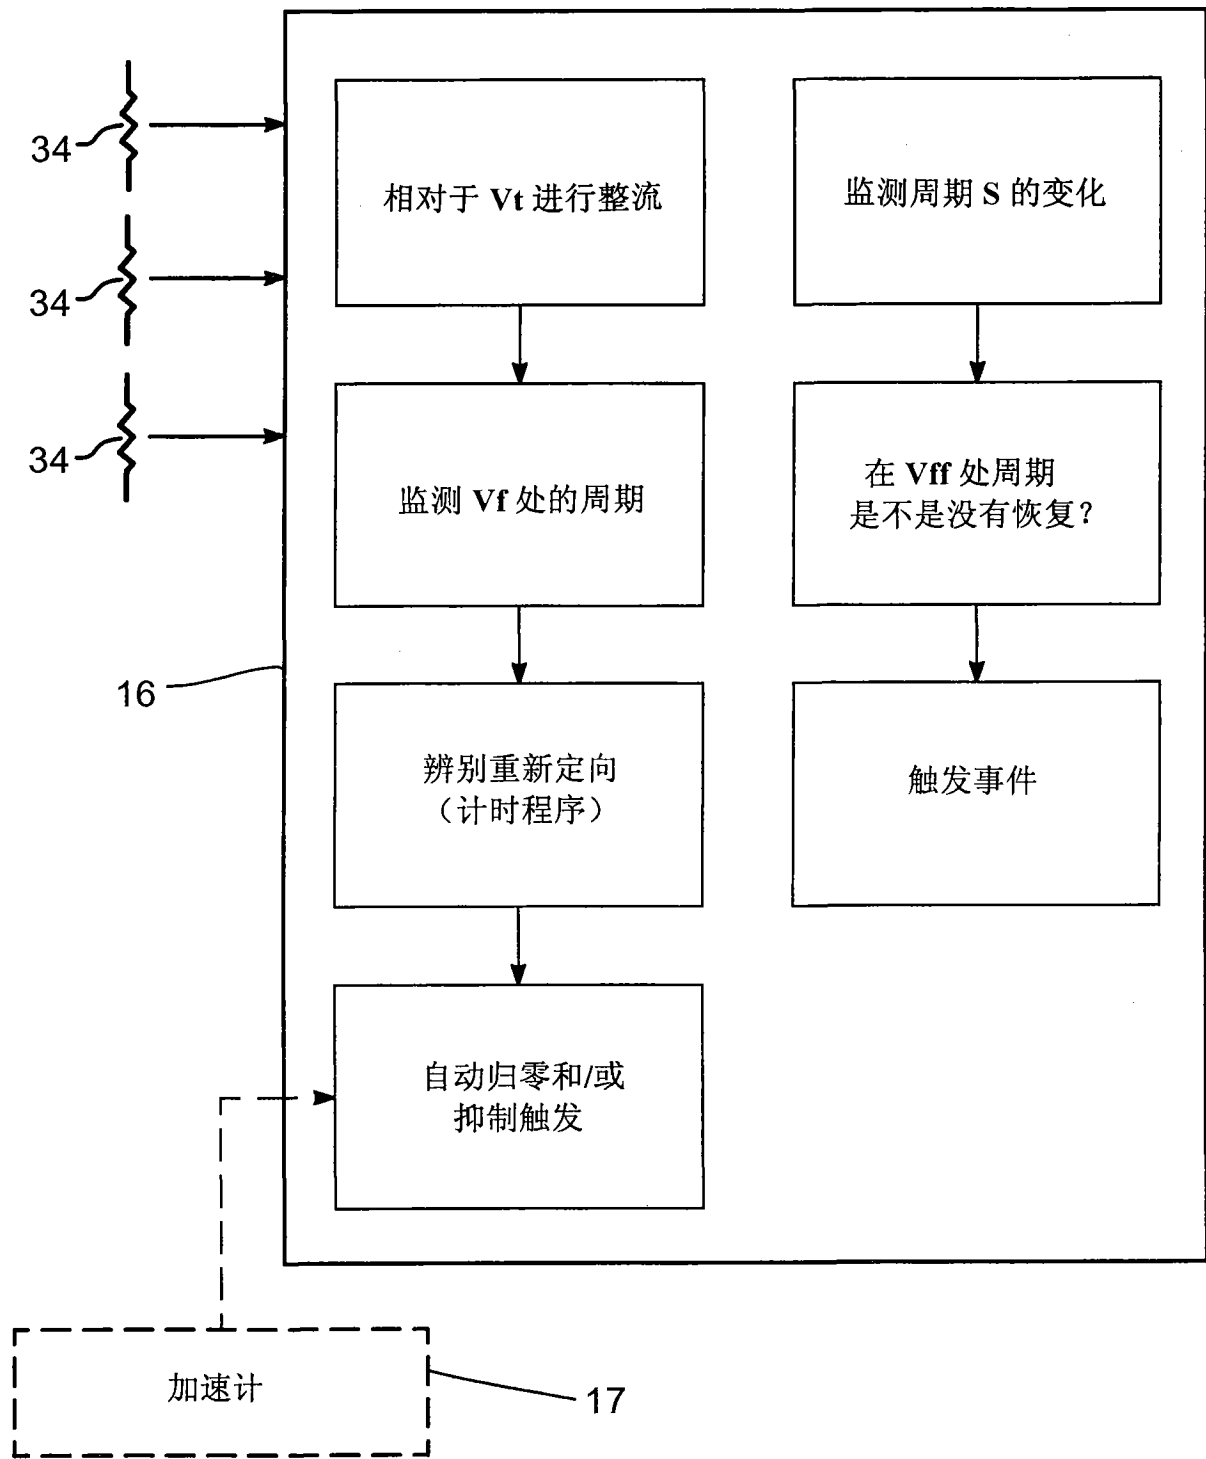 34
34
34
16
相对于 Vt 进行整流
监测 Vf 处的周期
辨别重新定向
（计时程序）
自动归零和/或
抑制触发
监测周期 S 的变化
在 Vff 处周期
是不是没有恢复？
触发事件
加速计
17